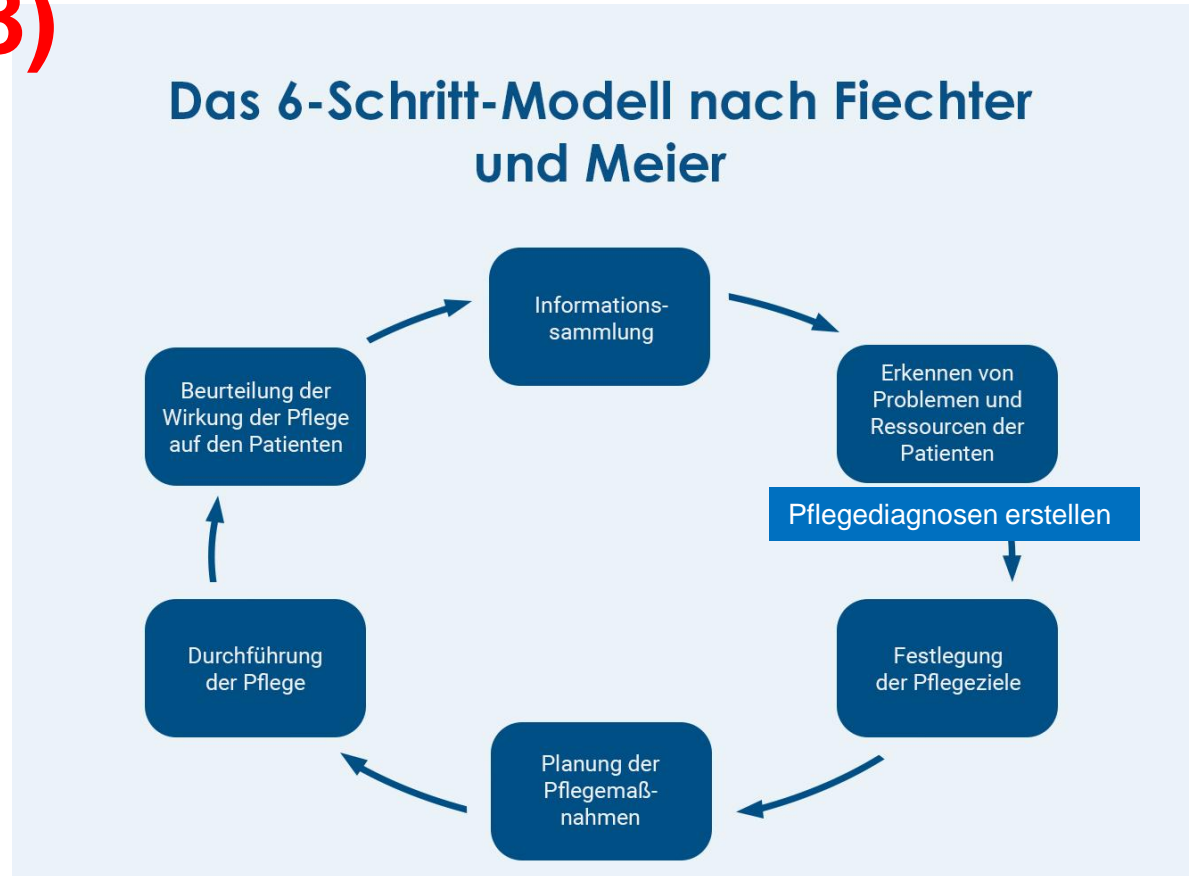 3)
Das 6-Schritt-Modell nach Fiechter
und Meier
Informations-
sammlung
Erkennen von
Problemen und
Ressourcen der
Patienten
Pflegediagnosen erstellen
Festlegung
der Pflegeziele
Planung der
Pflegemaß-
nahmen
Durchführung
der Pflege
Beurteilung der
Wirkung der Pflege
auf den Patienten